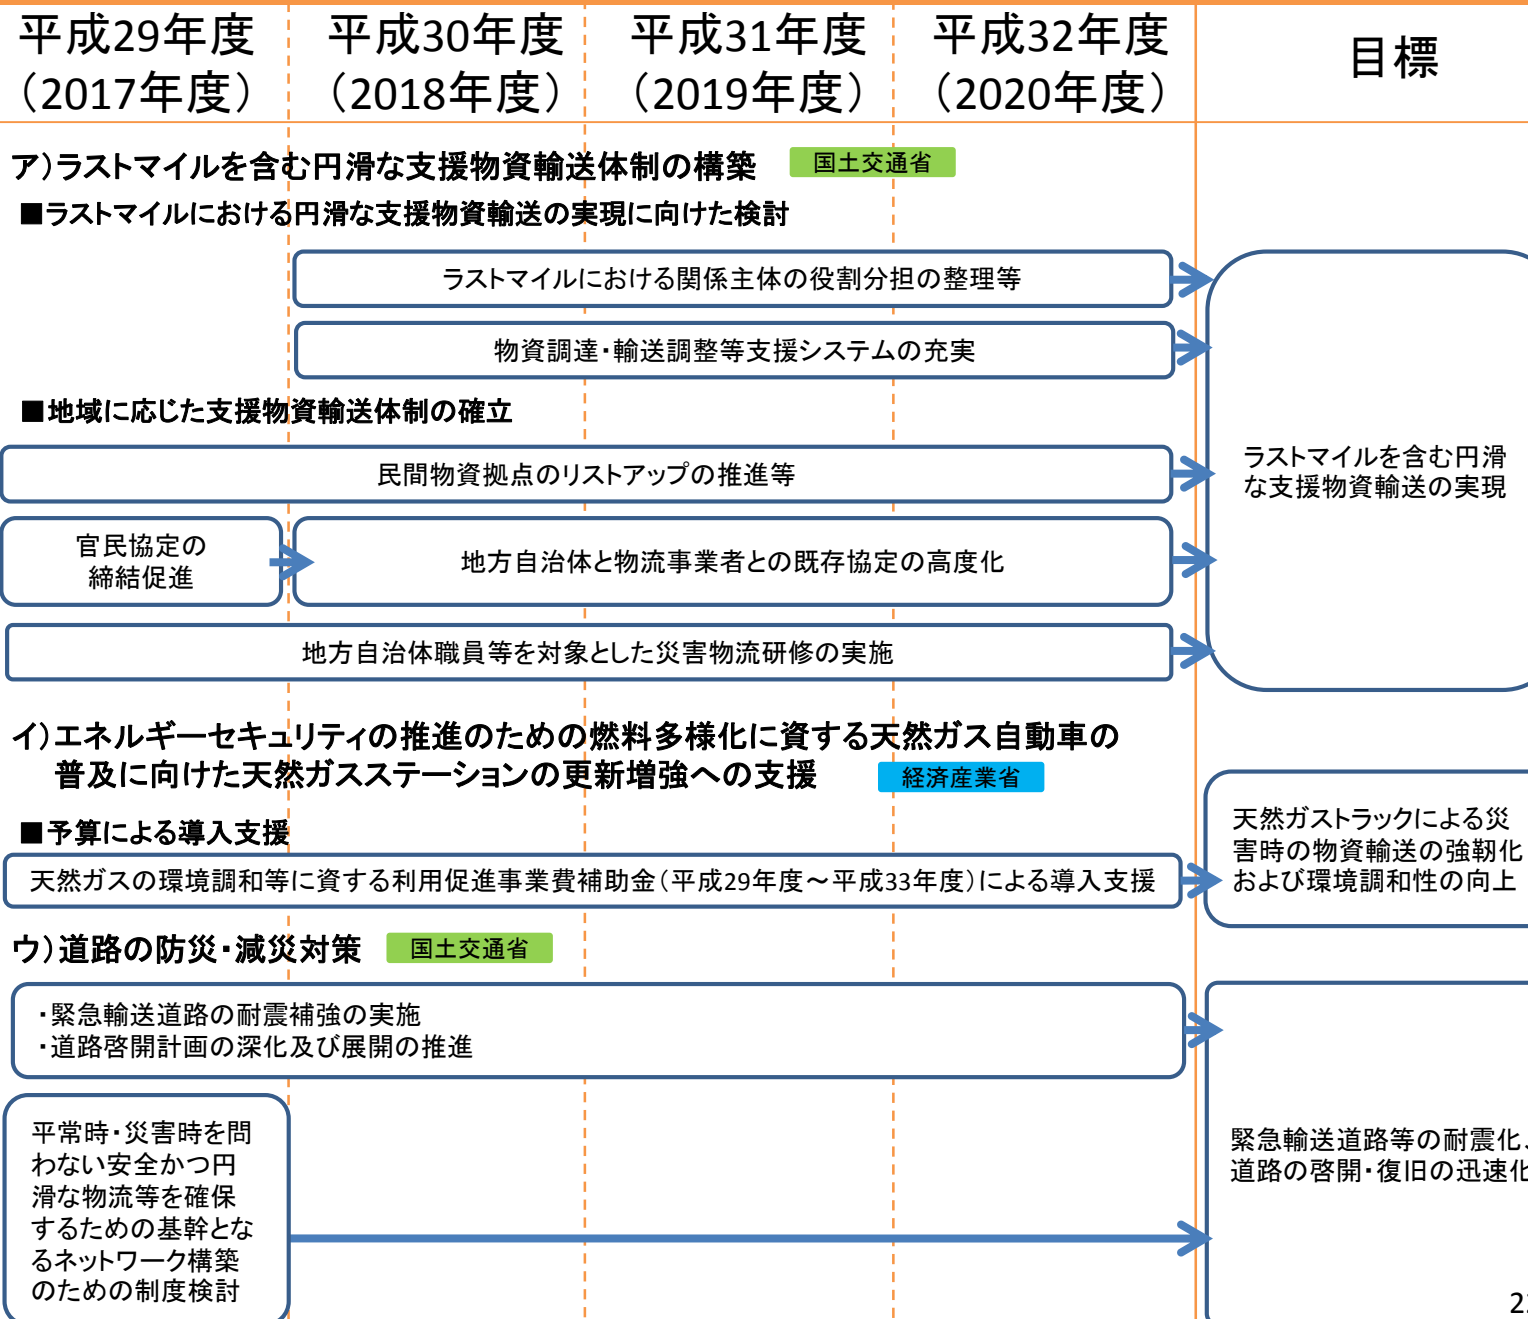 平成29年度
（2017年度）
平成30年度
（2018年度）
平成31年度
（2019年度）
平成32年度
（2020年度）
目標
ア）ラストマイルを含む円滑な支援物資輸送体制の構築
国土交通省
■ラストマイルにおける円滑な支援物資輸送の実現に向けた検討
ラストマイルにおける関係主体の役割分担の整理等
物資調達・輸送調整等支援システムの充実
■地域に応じた支援物資輸送体制の確立
民間物資拠点のリストアップの推進等
官民協定の
締結促進
地方自治体と物流事業者との既存協定の高度化
地方自治体職員等を対象とした災害物流研修の実施
ラストマイルを含む円滑
な支援物資輸送の実現
イ）エネルギーセキュリティの推進のための燃料多様化に資する天然ガス自動車の
普及に向けた天然ガスステーションの更新増強への支援
経済産業省
■予算による導入支援
天然ガスの環境調和等に資する利用促進事業費補助金（平成29年度～平成33年度）による導入支援
天然ガストラックによる災
害時の物資輸送の強靭化
および環境調和性の向上
ウ）道路の防災・減災対策
国土交通省
・緊急輸送道路の耐震補強の実施
・道路啓開計画の深化及び展開の推進
平常時・災害時を問
わない安全かつ円
滑な物流等を確保
するための基幹とな
るネットワーク構築
のための制度検討
緊急輸送道路等の耐震化、
道路の啓開・復旧の迅速化